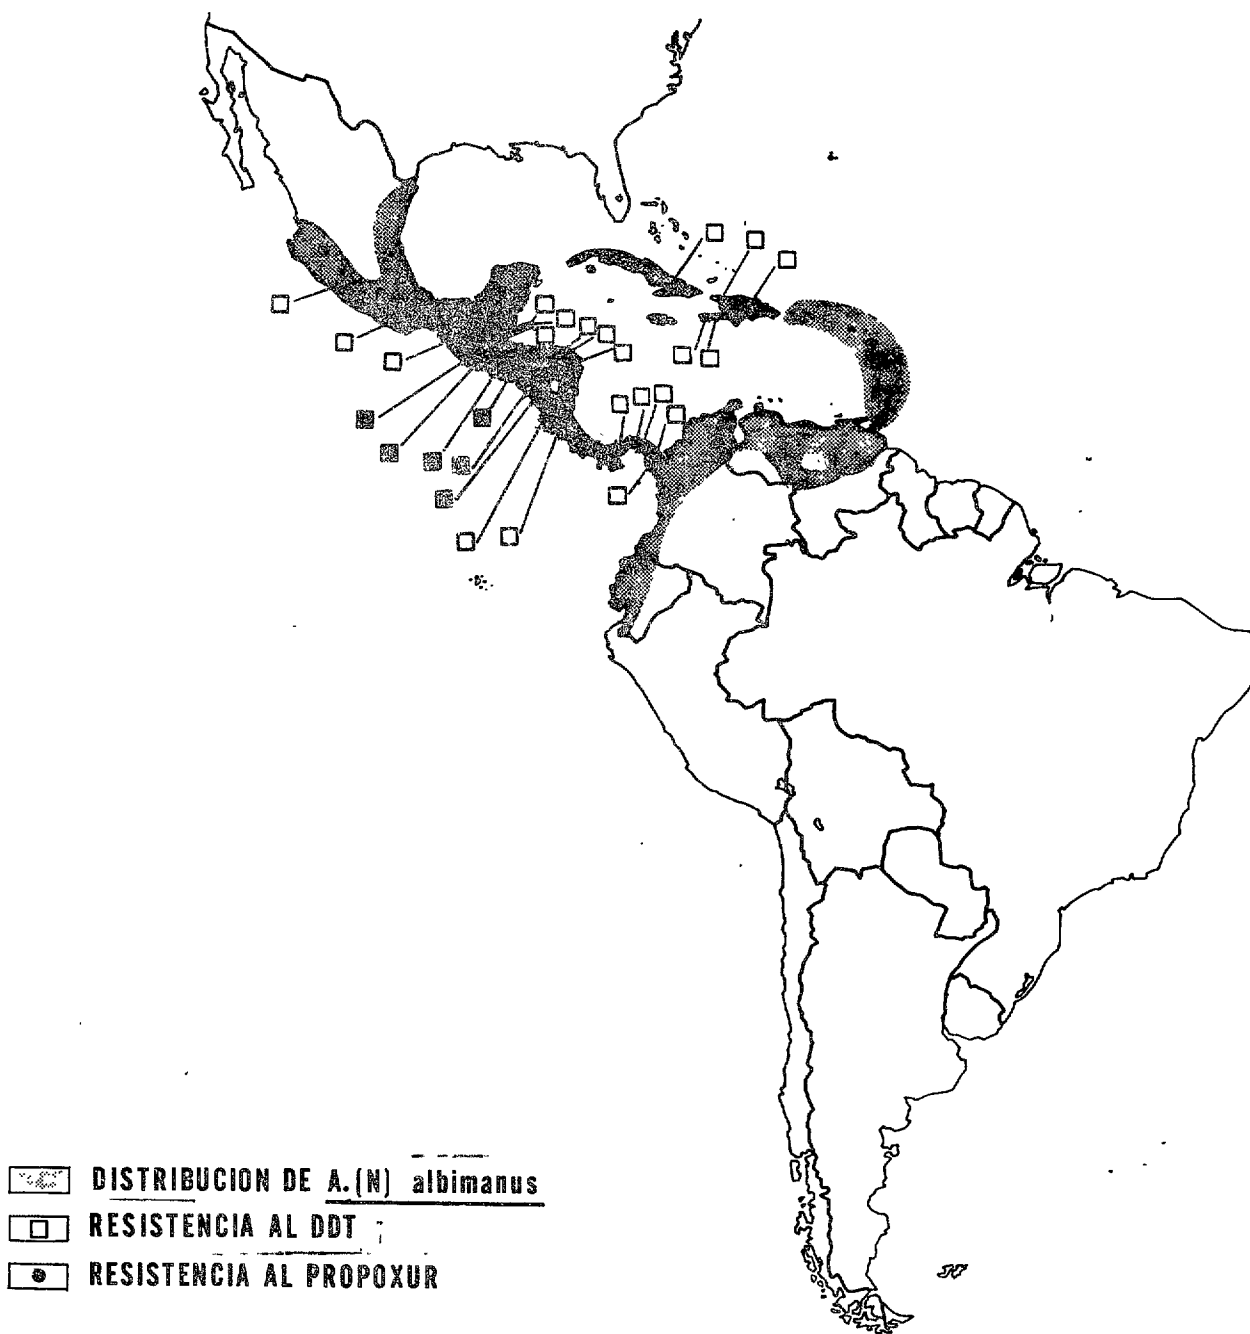 DISTRIBUCION DE A.(N) albimanus
RESISTENCIA AL DDT
RESISTENCIA AL PROPOXUR